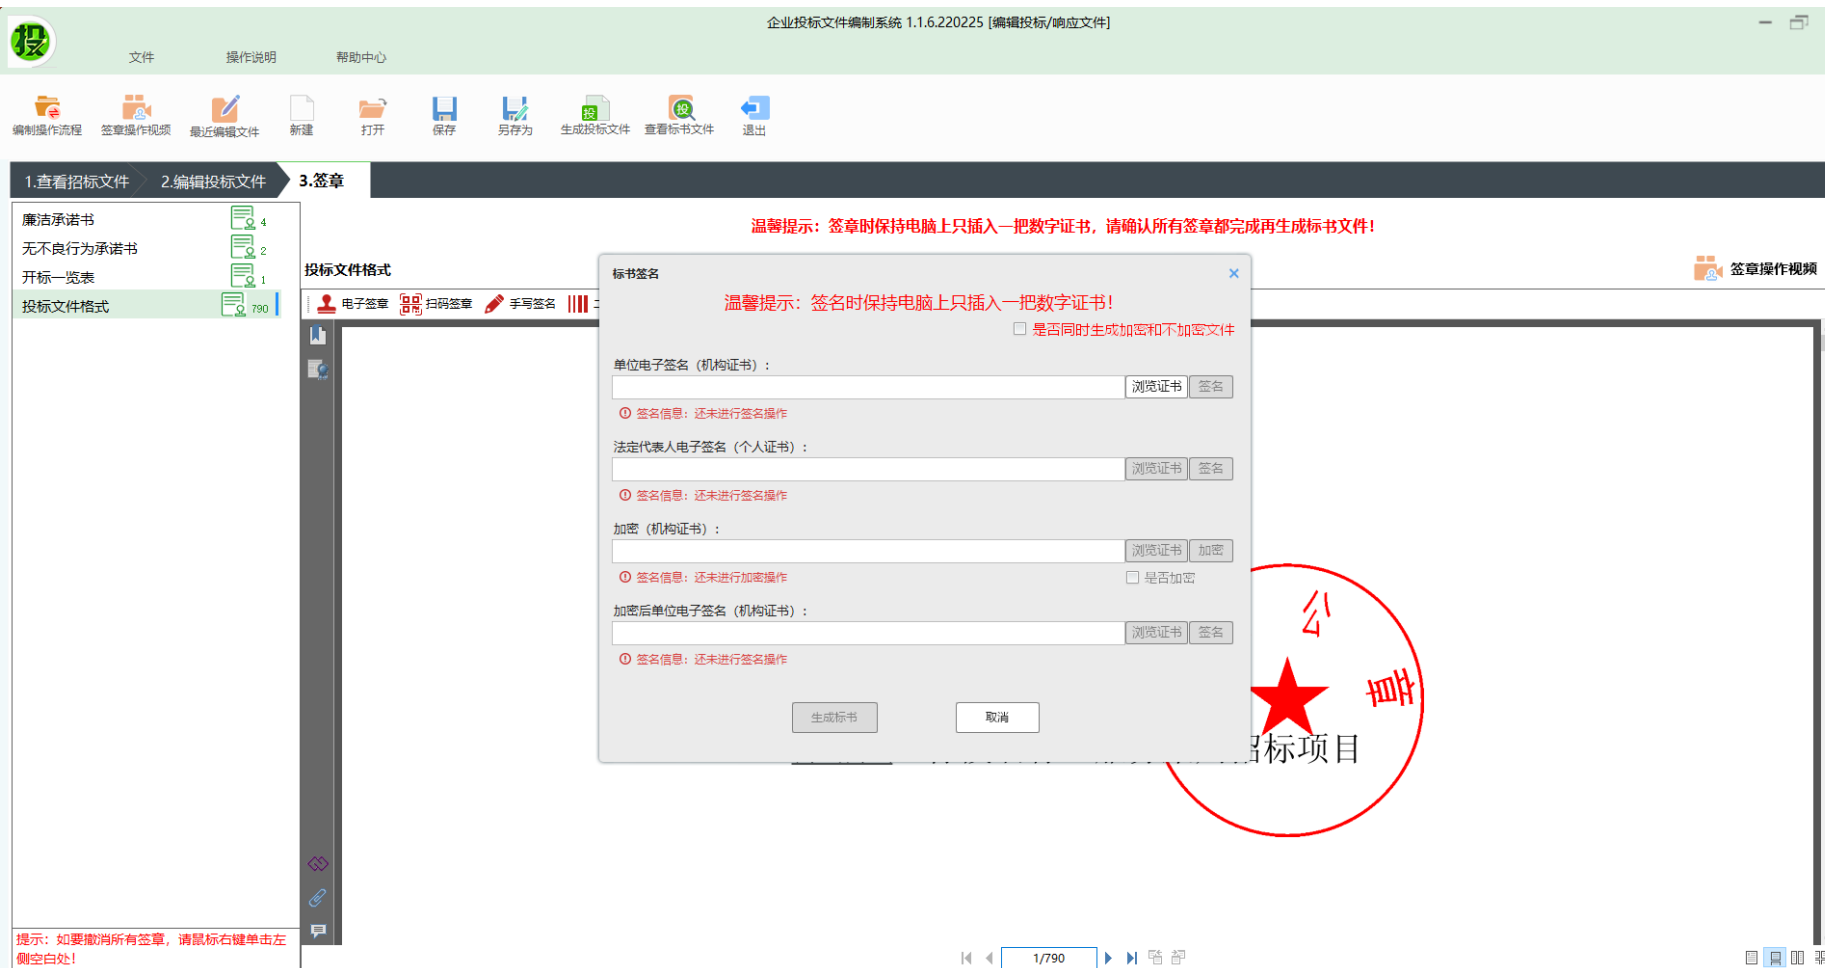 企业投标文件编制系统 1.1.6.220225 [编辑投标/响应文件]
投
文件 操作说明 帮助中心
编制操作流程 签章操作视频 最近编辑文件 新建 打开 保存 另存为 生成投标文件 查看标书文件 退出
1.查看招标文件 2.编辑投标文件 3.签章
廉洁承诺书 4
无不良行为承诺书 2
开标一览表 1
投标文件格式 790
温馨提示：签章时保持电脑上只插入一把数字证书，请确认所有签章都完成再生成标书文件！
投标文件格式
签章操作视频
电子签章 扫码签章 手写签名
标书签名
温馨提示：签名时保持电脑上只插入一把数字证书！
是否同时生成加密和不加密文件
单位电子签名（机构证书）:
浏览证书 签名
签名信息：还未进行签名操作
法定代表人电子签名（个人证书）:
浏览证书 签名
签名信息：还未进行签名操作
加密（机构证书）:
浏览证书 加密
签名信息：还未进行加密操作
是否加密
加密后单位电子签名（机构证书）:
浏览证书 签名
签名信息：还未进行签名操作
生成标书 取消
公章
招标项目
提示：如要撤消所有签章，请鼠标右键单击左
侧空白处！
1/790